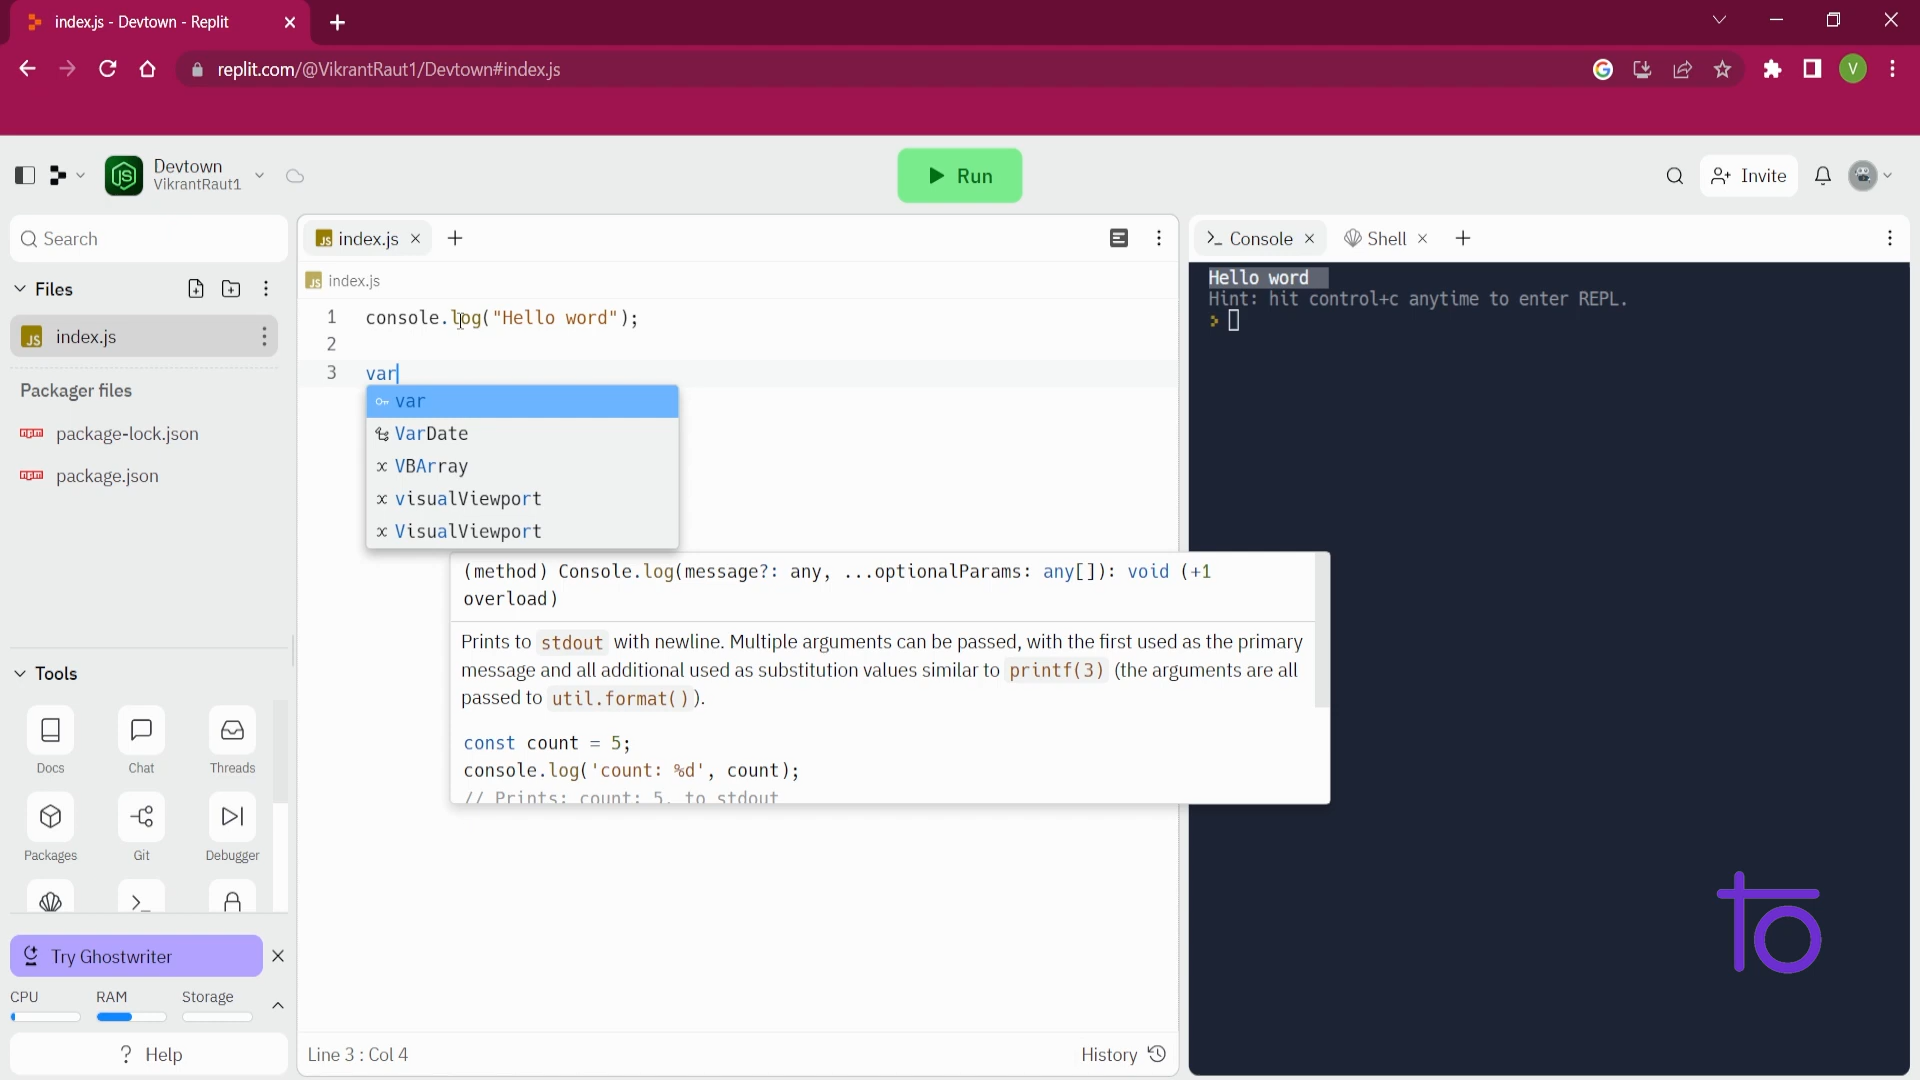 index.js - Devtown - Replit
replit.com/@VikrantRaut1/Devtown#index.js
V
Devtown
VikrantRaut1
Run
Invite
Search
Files
index.js
Packager files
package-lock.json
package.json
Tools
Docs
Chat
Threads
Packages
Git
Debugger
Try Ghostwriter
CPU
RAM
Storage
? Help
index.js
index.js
1 console.log("Hello word");
2
3 var
var
VarDate
VBArray
visualViewport
VisualViewport
(method) Console.log(message?: any, ...optionalParams: any[]): void (+1
overload)
Prints to stdout with newline. Multiple arguments can be passed, with the first used as the primary
message and all additional used as substitution values similar to printf(3) (the arguments are all
passed to util.format()).
const count = 5;
console.log('count: %d', count);
// Prints: count: 5, to stdout
Line 3 : Col 4
History
Console
Shell
Hello word
Hint: hit control+c anytime to enter REPL.
>